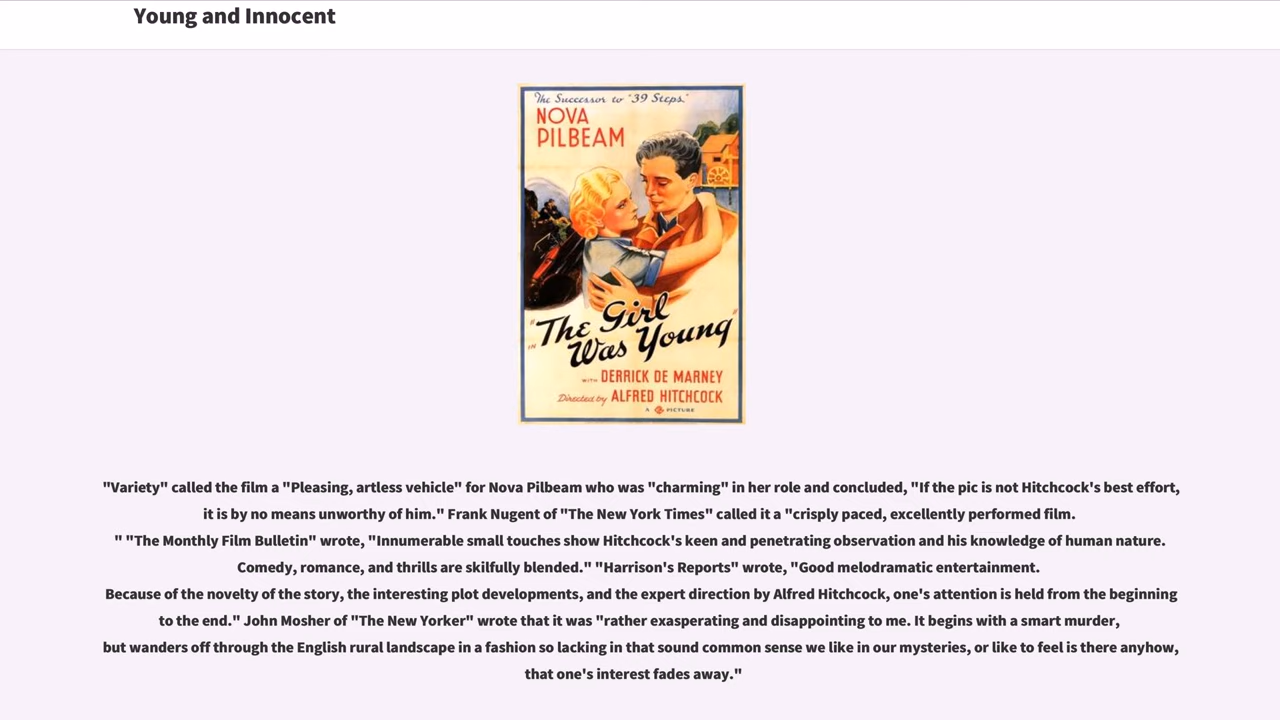 Young and Innocent
The Successor to "39 Steps."
NOVA
PILBEAM
"The Girl
Was Young"
WITH DERRICK DE MARNEY
Directed by ALFRED HITCHCOCK
A GB PICTURE
"Variety" called the film a "Pleasing, artless vehicle" for Nova Pilbeam who was "charming" in her role and concluded, "If the pic is not Hitchcock's best effort,
it is by no means unworthy of him." Frank Nugent of "The New York Times" called it a "crisply paced, excellently performed film.
" "The Monthly Film Bulletin" wrote, "Innumerable small touches show Hitchcock's keen and penetrating observation and his knowledge of human nature.
Comedy, romance, and thrills are skilfully blended." "Harrison's Reports" wrote, "Good melodramatic entertainment.
Because of the novelty of the story, the interesting plot developments, and the expert direction by Alfred Hitchcock, one's attention is held from the beginning
to the end." John Mosher of "The New Yorker" wrote that it was "rather exasperating and disappointing to me. It begins with a smart murder,
but wanders off through the English rural landscape in a fashion so lacking in that sound common sense we like in our mysteries, or like to feel is there anyhow,
that one's interest fades away."